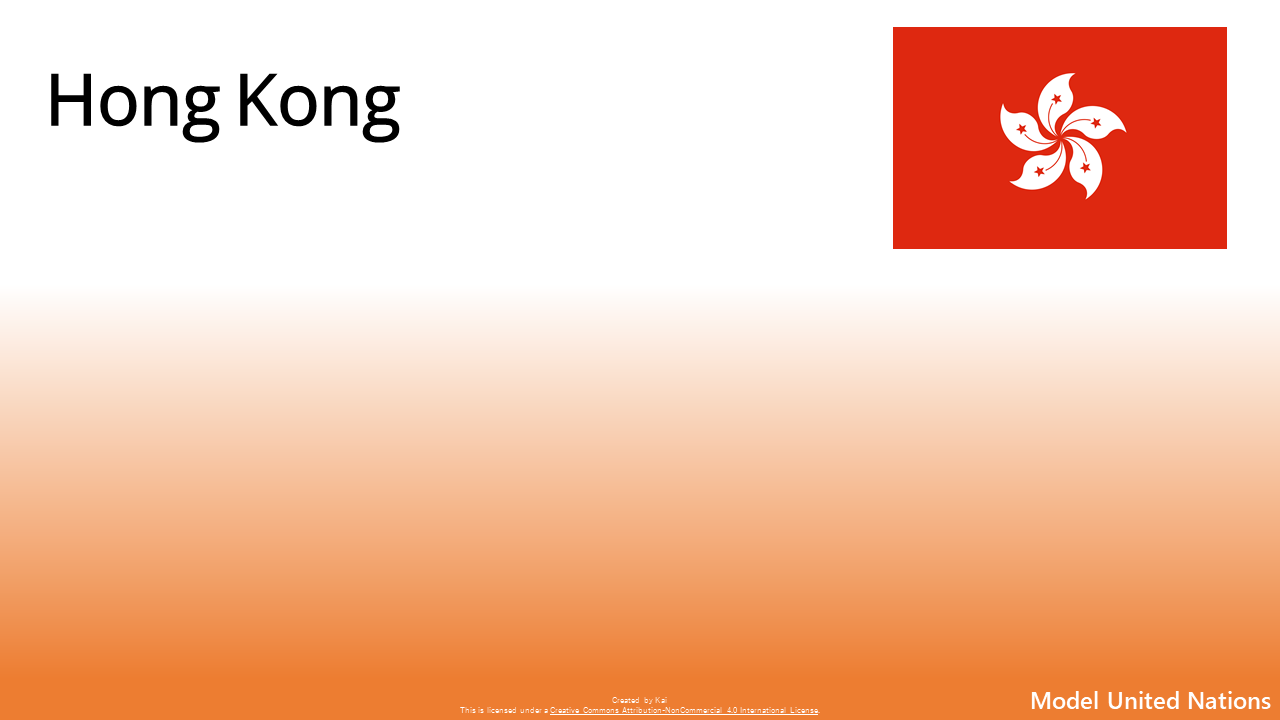 Hong Kong
Created by Kai
This is licensed under a Creative Commons Attribution-NonCommercial 4.0 International License.
Model United Nations